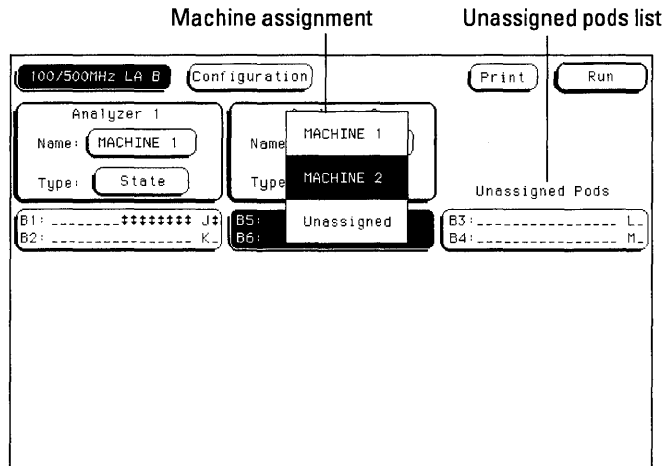 Machine assignment
Unassigned pods list
100/500MHz LA B
Configuration
Print
Run
Analyzer 1
Name: MACHINE 1
Type: State
Name
Type
MACHINE 1
MACHINE 2
Unassigned
Unassigned Pods
B1: _______‡‡‡‡‡‡‡‡ J‡
B2: ________________ K_
B5:
B6:
B3: ________________ L_
B4: ________________ M_